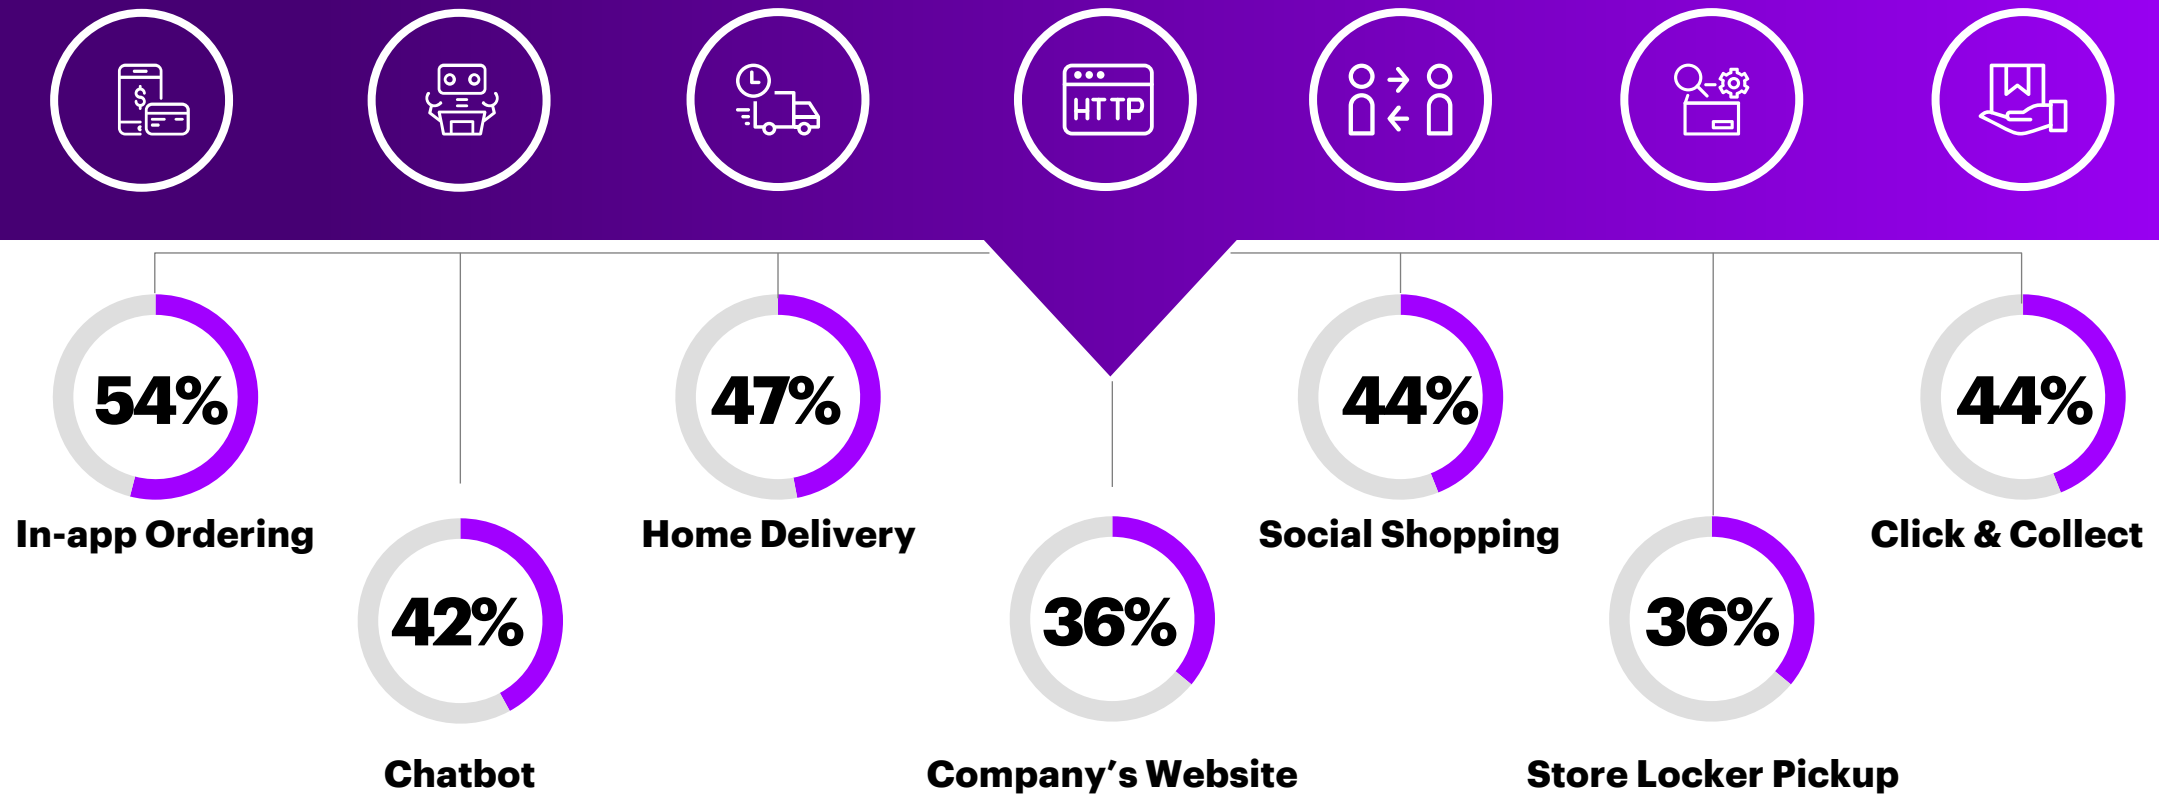 $
HTTP
54%
In-app Ordering
42%
Chatbot
47%
Home Delivery
36%
Company’s Website
44%
Social Shopping
36%
Store Locker Pickup
44%
Click & Collect